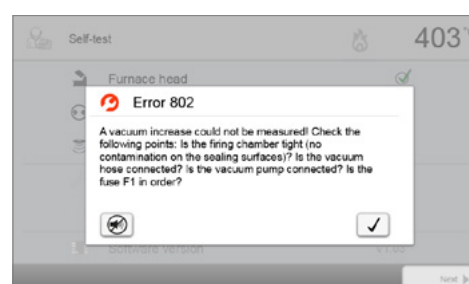 Self-test
403°
Furnace head
Error 802
A vacuum increase could not be measured! Check the
following points: Is the firing chamber tight (no
contamination on the sealing surfaces)? Is the vacuum
hose connected? Is the vacuum pump connected? Is the
fuse F1 in order?
Software version
Next